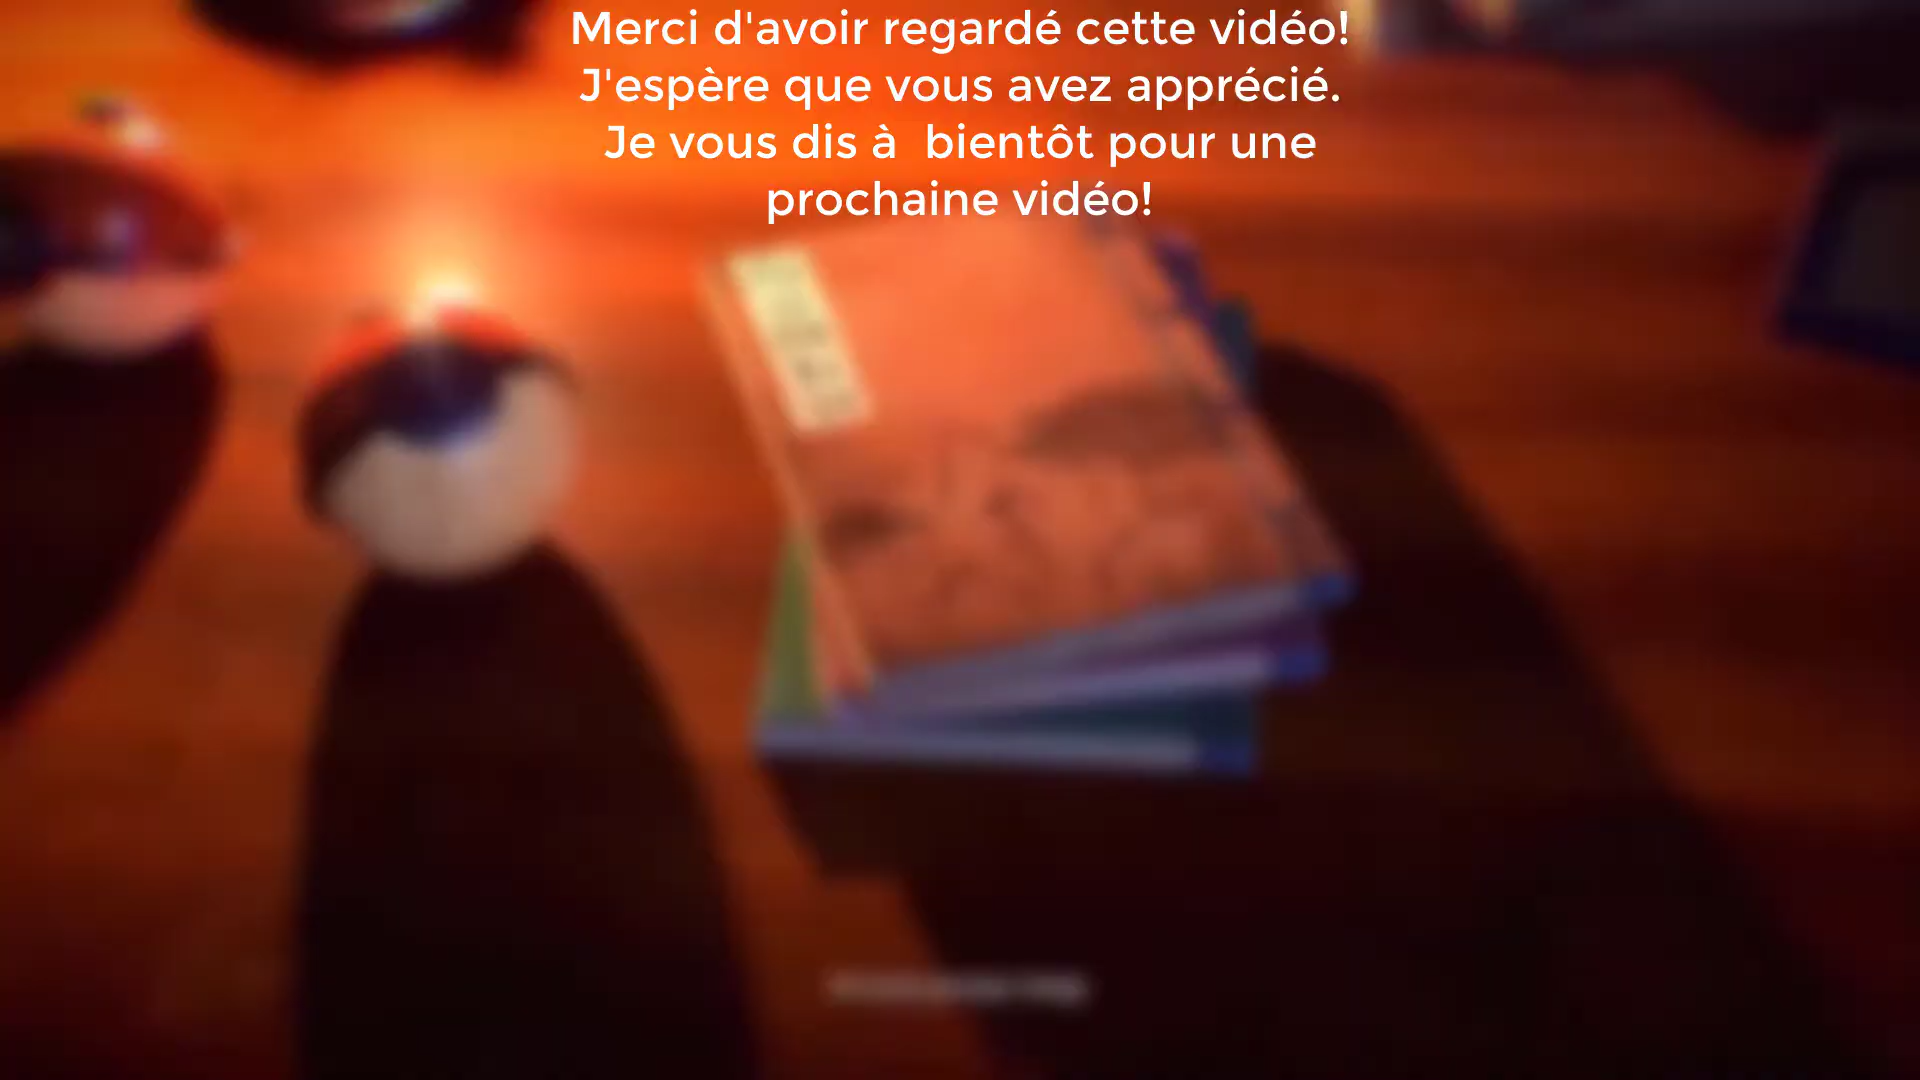 Merci d'avoir regardé cette vidéo!
J'espère que vous avez apprécié.
Je vous dis à  bientôt pour une
prochaine vidéo!